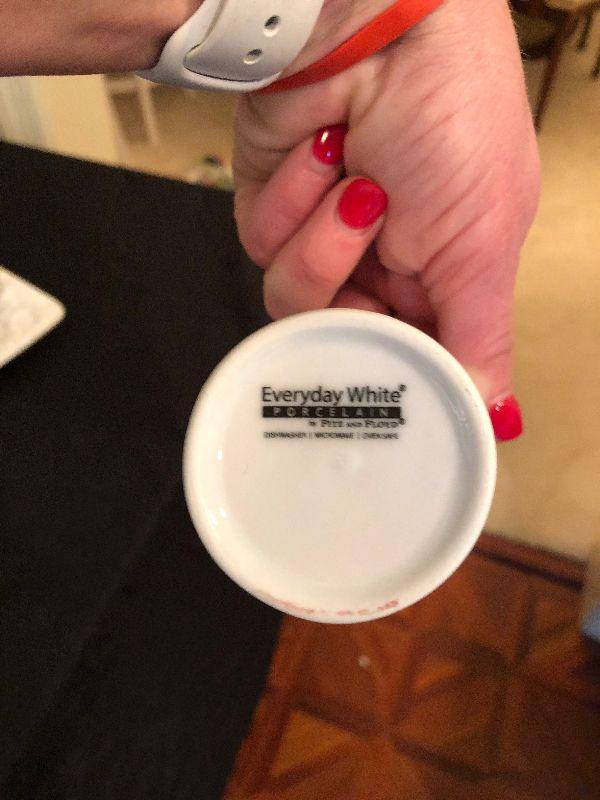 Everyday White®
PORCELAIN
BY FITZ AND FLOYD®
DISHWASHER | MICROWAVE | OVEN SAFE